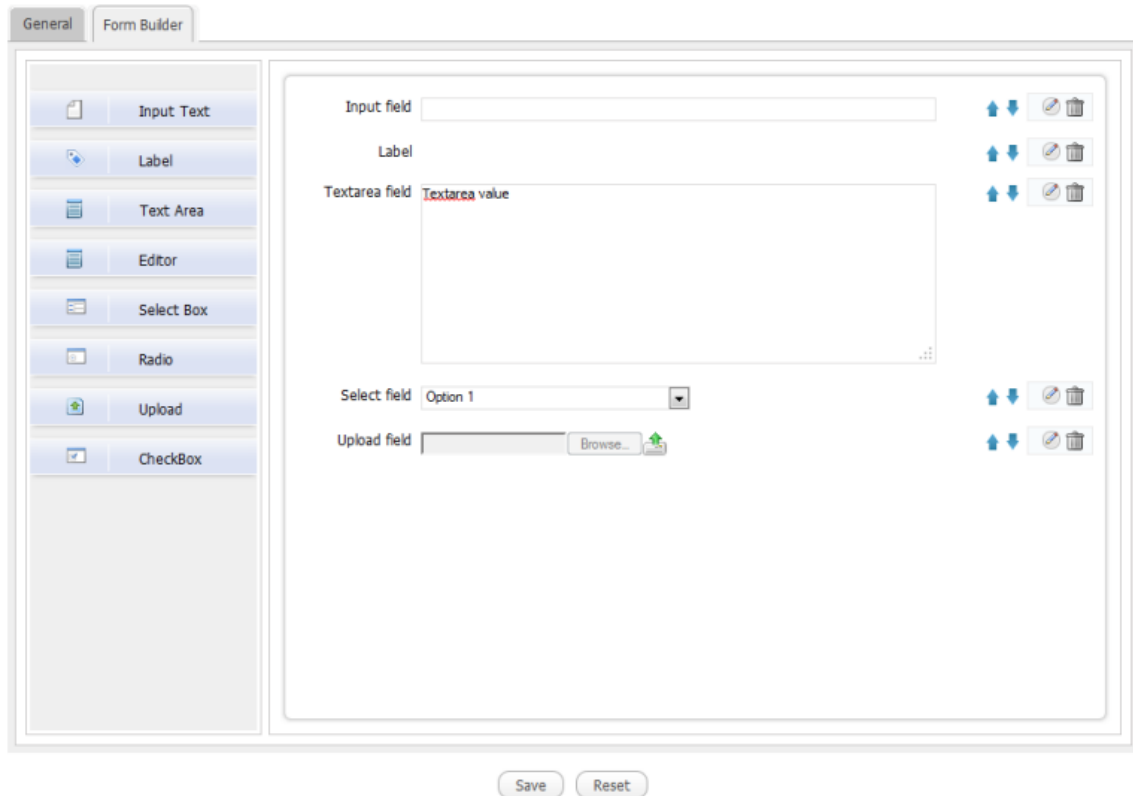 General
Form Builder
Input Text
Label
Text Area
Editor
Select Box
Radio
Upload
CheckBox
Input field
Label
Textarea field
Textarea value
Select field
Option 1
Upload field
Browse...
Save
Reset